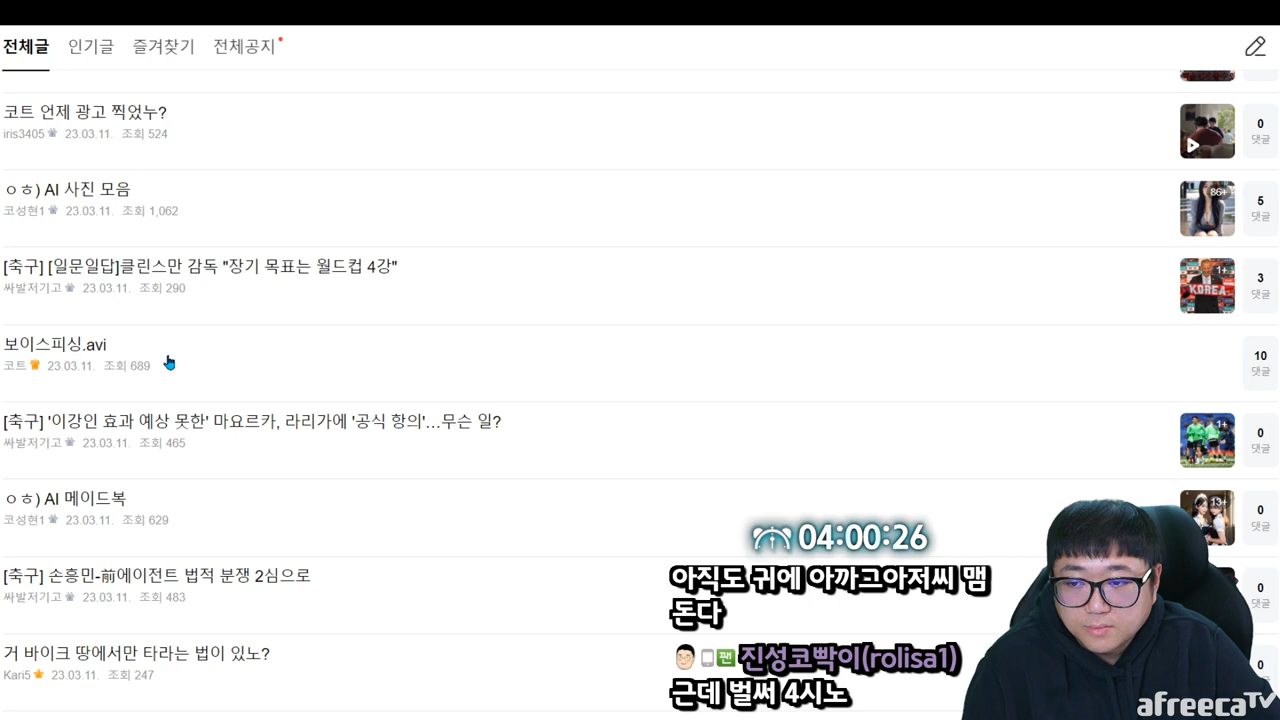 전체글 인기글 즐겨찾기 전체공지
코트 언제 광고 찍었누?
iris3405 23.03.11. 조회 524
0
댓글
ㅇㅎ) AI 사진 모음
코성현1 23.03.11. 조회 1,062
86+
5
댓글
[축구] [일문일답]클린스만 감독 "장기 목표는 월드컵 4강"
싸발저기고 23.03.11. 조회 290
1+
KOREA
3
댓글
보이스피싱.avi
코트 23.03.11. 조회 689
10
댓글
[축구] '이강인 효과 예상 못한' 마요르카, 라리가에 '공식 항의'…무슨 일?
싸발저기고 23.03.11. 조회 465
1+
0
댓글
ㅇㅎ) AI 메이드복
코성현1 23.03.11. 조회 629
13+
0
댓글
04:00:26
[축구] 손흥민-前에이전트 법적 분쟁 2심으로
싸발저기고 23.03.11. 조회 483
0
댓글
아직도 귀에 아까그아저씨 맴
돈다
거 바이크 땅에서만 타라는 법이 있노?
Kari5 23.03.11. 조회 247
0
팬 진성코빡이(rolisa1)
근데 벌써 4시노
afreecaTV